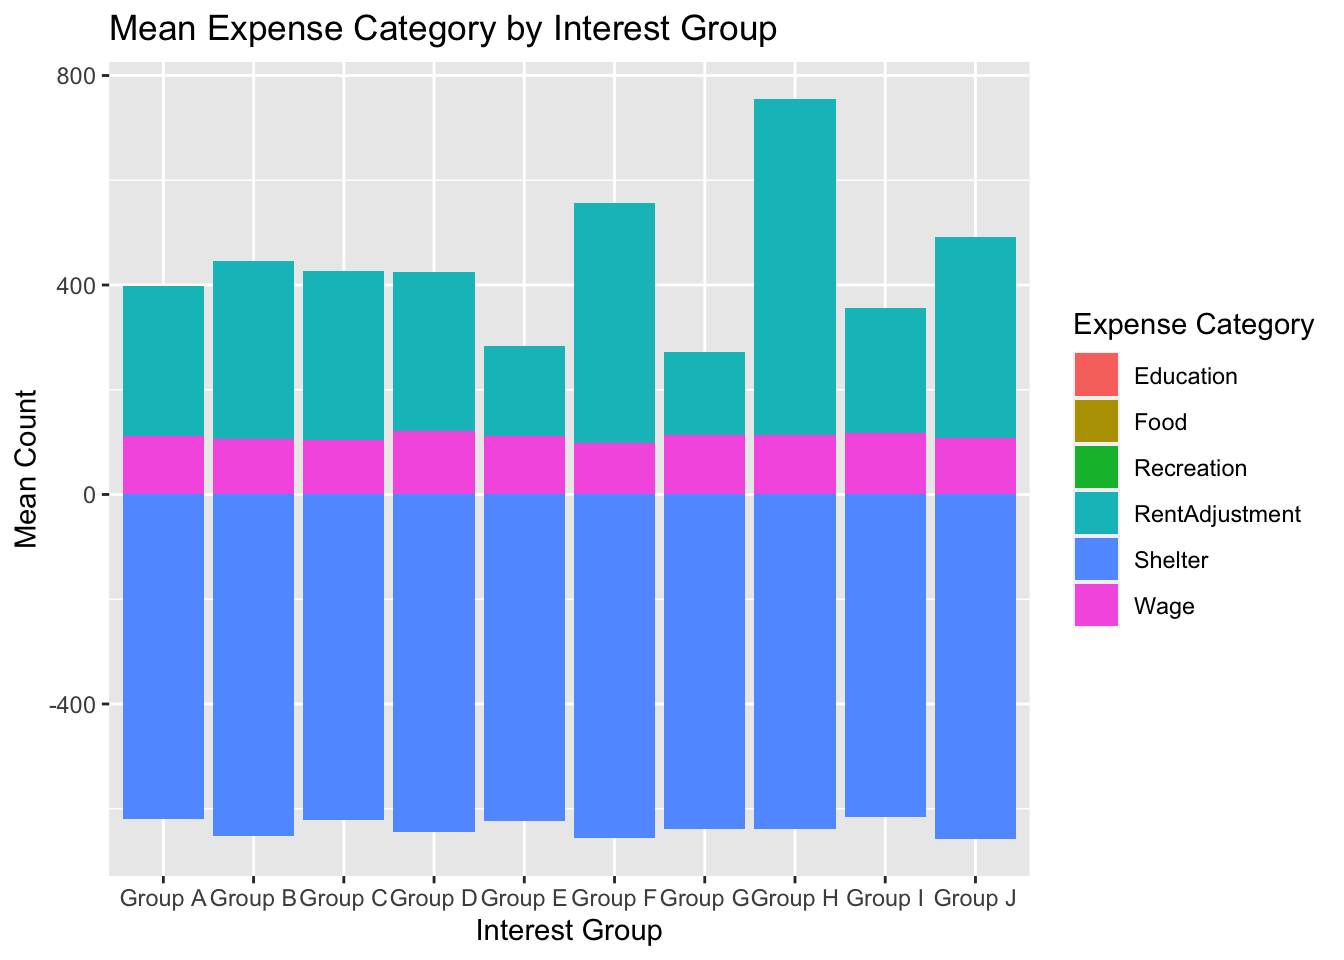 Mean Expense Category by Interest Group
800
400
0
-400
Mean Count
Group A Group B Group C Group D Group E Group F Group G Group H Group I Group J
Interest Group
Expense Category
Education
Food
Recreation
RentAdjustment
Shelter
Wage